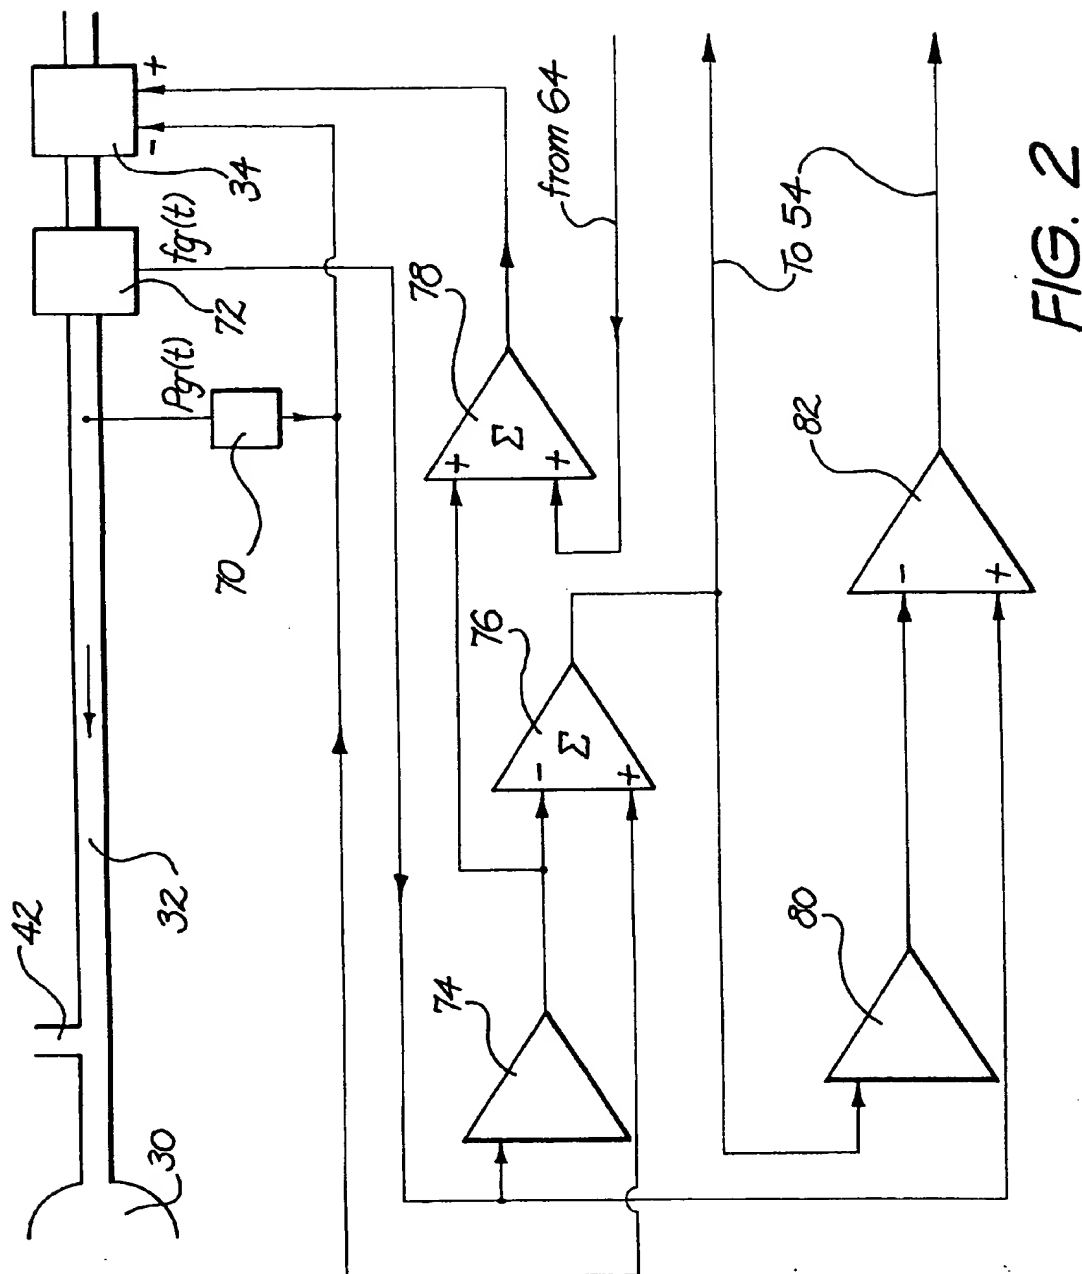 42
30
32
Pg(t)
fg(t)
+
-
34
72
70
78
+
Σ
+
from 64
76
-
Σ
+
74
To 54
80
82
-
+
FIG. 2